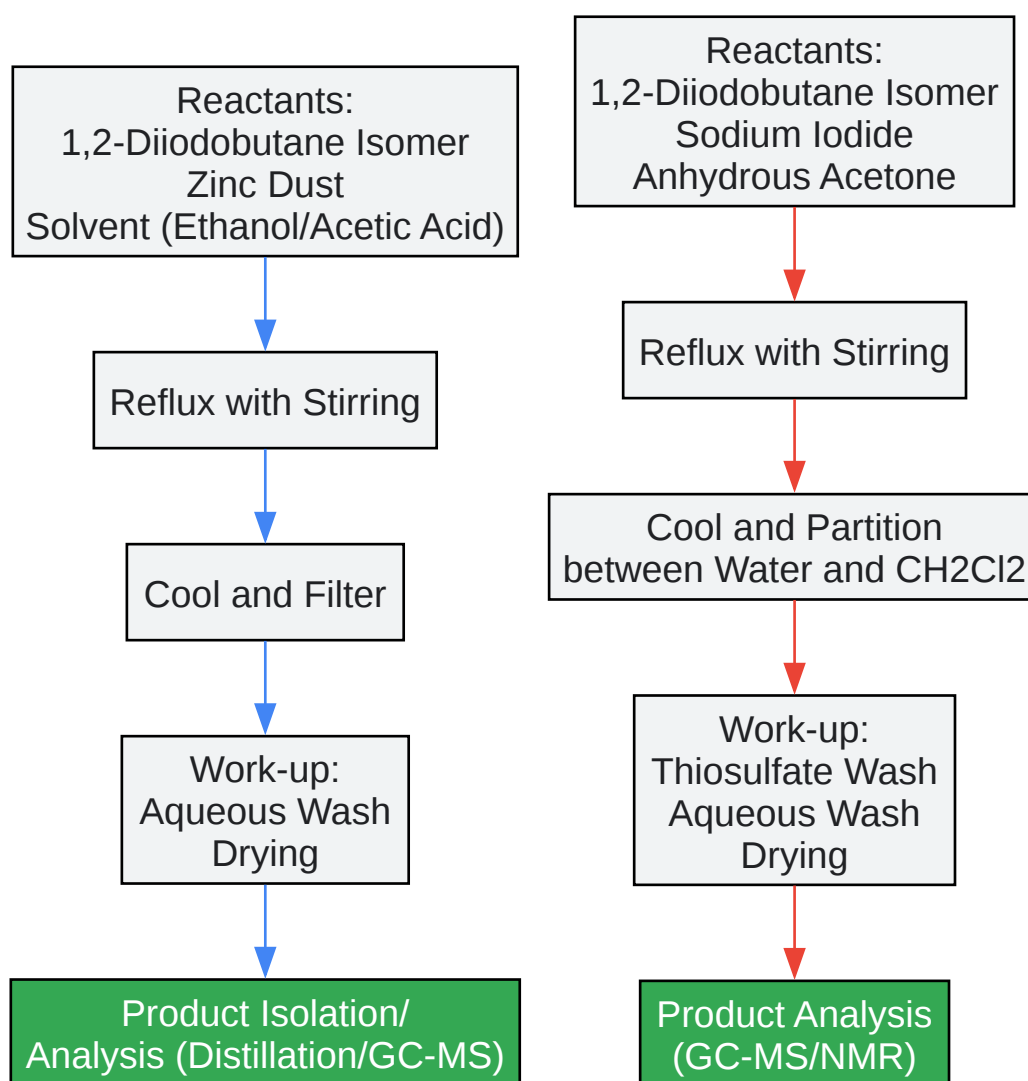 Reactants:
1,2-Diiodobutane Isomer
Zinc Dust
Solvent (Ethanol/Acetic Acid)
Reflux with Stirring
Cool and Filter
Work-up:
Aqueous Wash
Drying
Product Isolation/
Analysis (Distillation/GC-MS)
Reactants:
1,2-Diiodobutane Isomer
Sodium Iodide
Anhydrous Acetone
Reflux with Stirring
Cool and Partition
between Water and CH2Cl2
Work-up:
Thiosulfate Wash
Aqueous Wash
Drying
Product Analysis
(GC-MS/NMR)